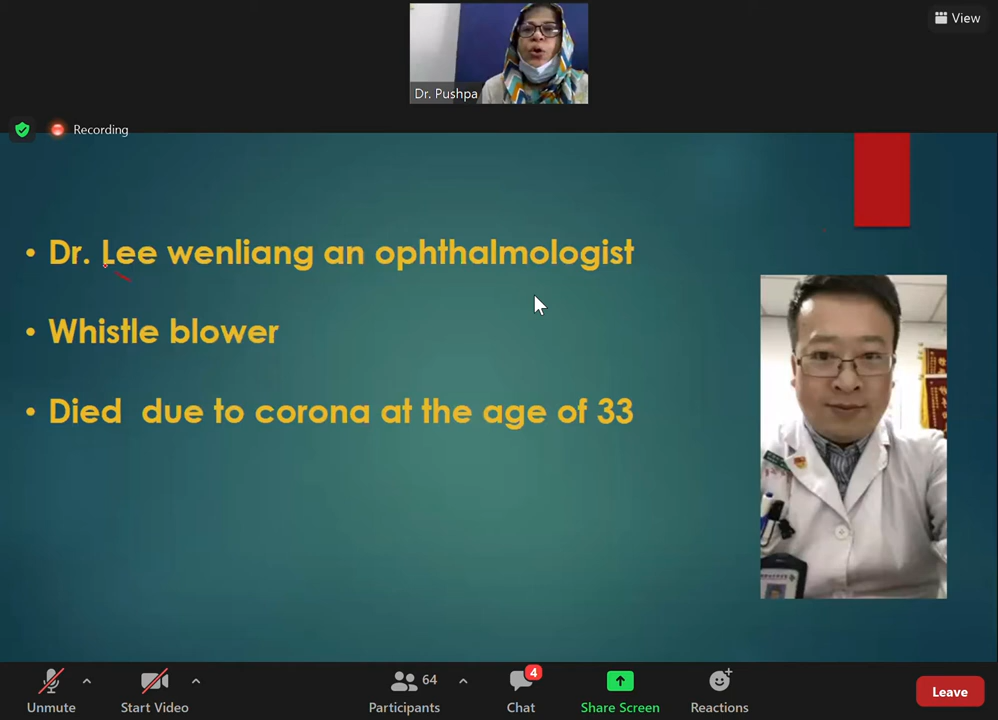 View
Dr. Pushpa
Recording
• Dr. Lee wenliang an ophthalmologist
• Whistle blower
• Died due to corona at the age of 33
64
4
Unmute
Start Video
Participants
Chat
Share Screen
Reactions
Leave